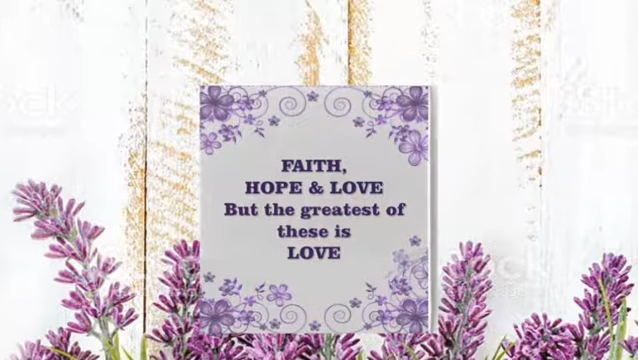 FAITH,
HOPE & LOVE
But the greatest of
these is
LOVE